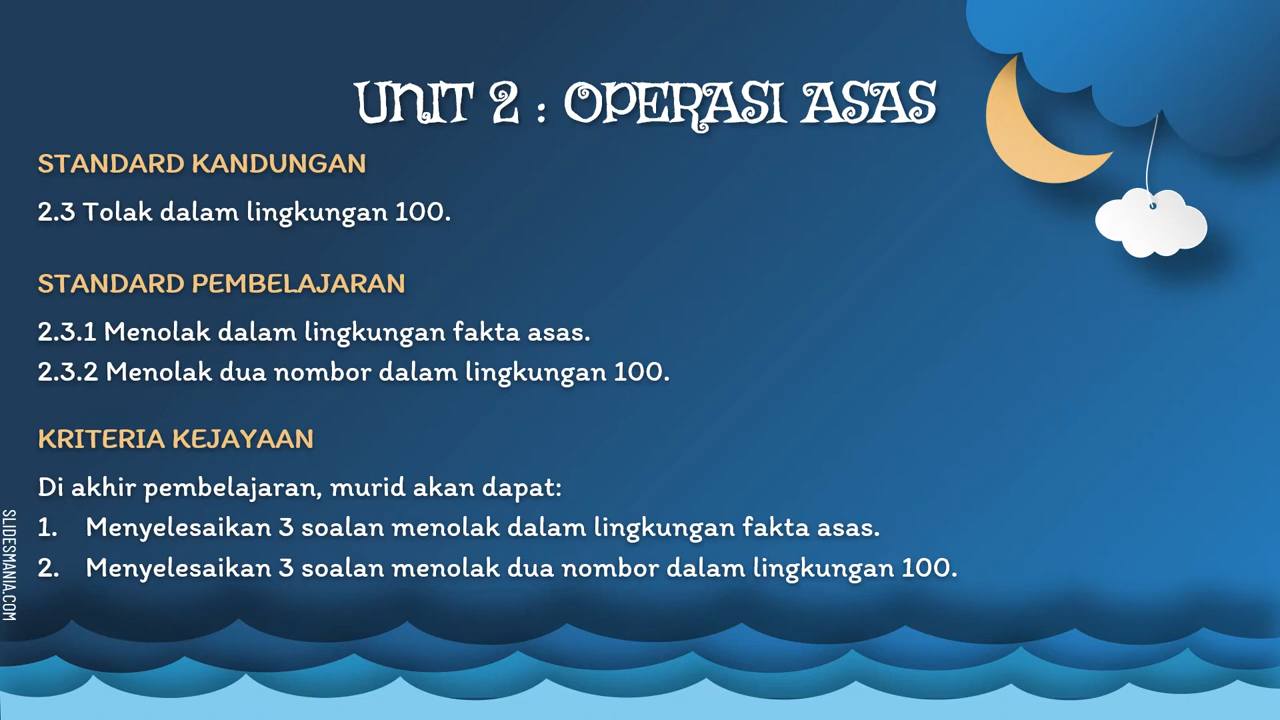 UNIT 2 : OPERASI ASAS
STANDARD KANDUNGAN
2.3 Tolak dalam lingkungan 100.
STANDARD PEMBELAJARAN
2.3.1 Menolak dalam lingkungan fakta asas.
2.3.2 Menolak dua nombor dalam lingkungan 100.
KRITERIA KEJAYAAN
Di akhir pembelajaran, murid akan dapat:
1. Menyelesaikan 3 soalan menolak dalam lingkungan fakta asas.
2. Menyelesaikan 3 soalan menolak dua nombor dalam lingkungan 100.
SLIDESMANIA.COM